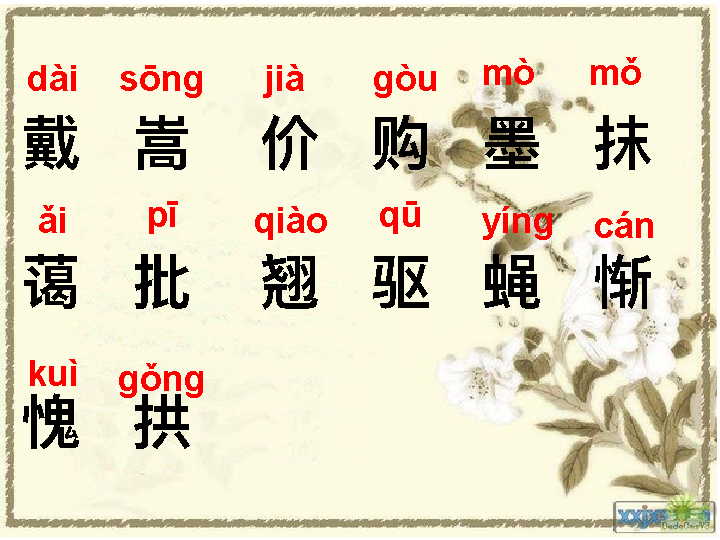 dài sōng jià gòu mò mǒ
戴 嵩 价 购 墨 抹
ǎi pī qiào qū yíng cán
蔼 批 翘 驱 蝇 惭
kuì gǒng
愧 拱
DedeCmsV3